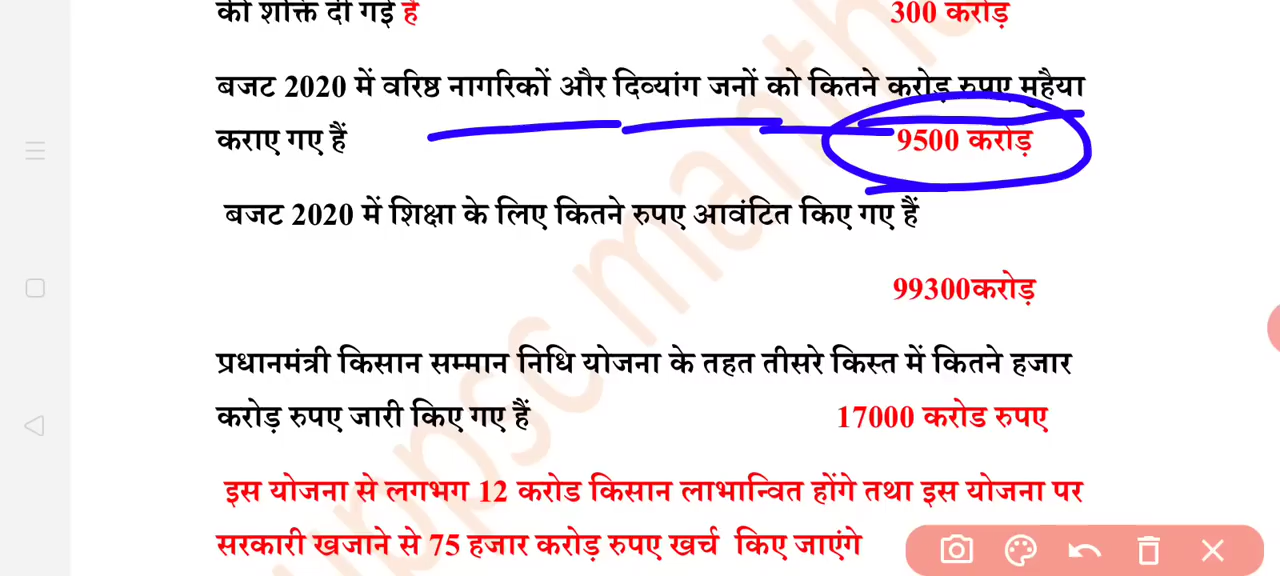 की शक्ति दी गई है 300 करोड़
बजट 2020 में वरिष्ठ नागरिकों और दिव्यांग जनों को कितने करोड़ रुपए मुहैया
कराए गए हैं 9500 करोड़
बजट 2020 में शिक्षा के लिए कितने रुपए आवंटित किए गए हैं
99300करोड़
प्रधानमंत्री किसान सम्मान निधि योजना के तहत तीसरे किस्त में कितने हजार
करोड़ रुपए जारी किए गए हैं 17000 करोड रुपए
इस योजना से लगभग 12 करोड किसान लाभान्वित होंगे तथा इस योजना पर
सरकारी खजाने से 75 हजार करोड़ रुपए खर्च किए जाएंगे